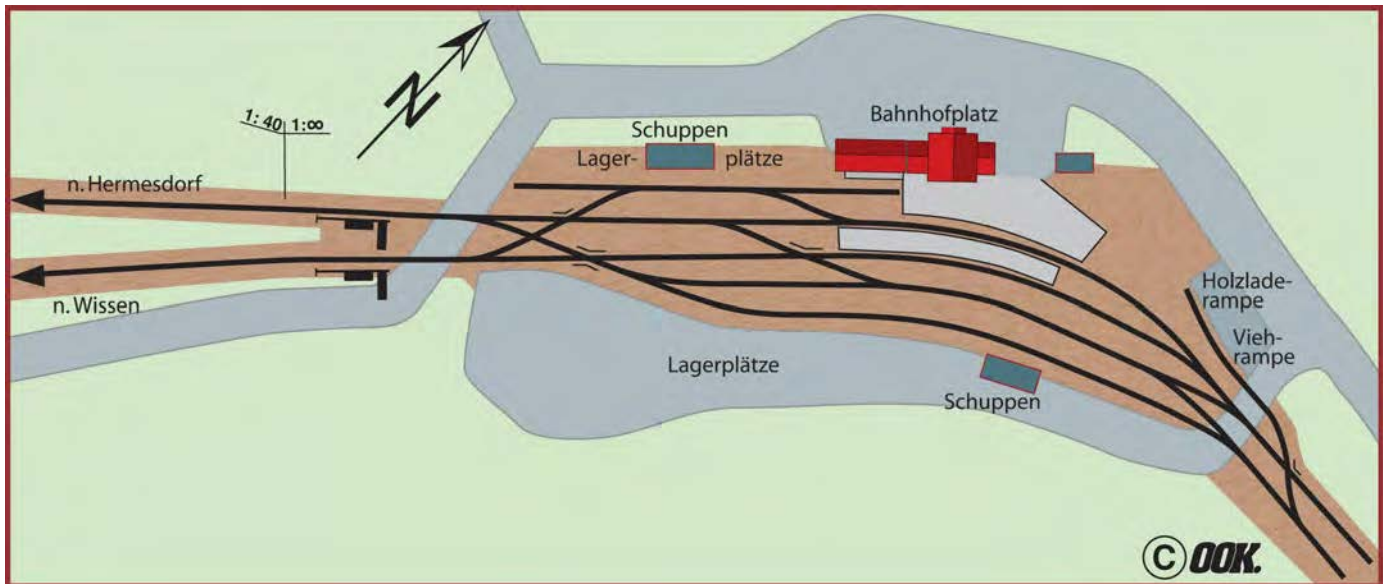 N
1:40 1:∞
Schuppen
Lager- plätze
Bahnhofplatz
n. Hermesdorf
n. Wissen
Holzlade-
rampe
Vieh-
rampe
Lagerplätze
Schuppen
© OOK.